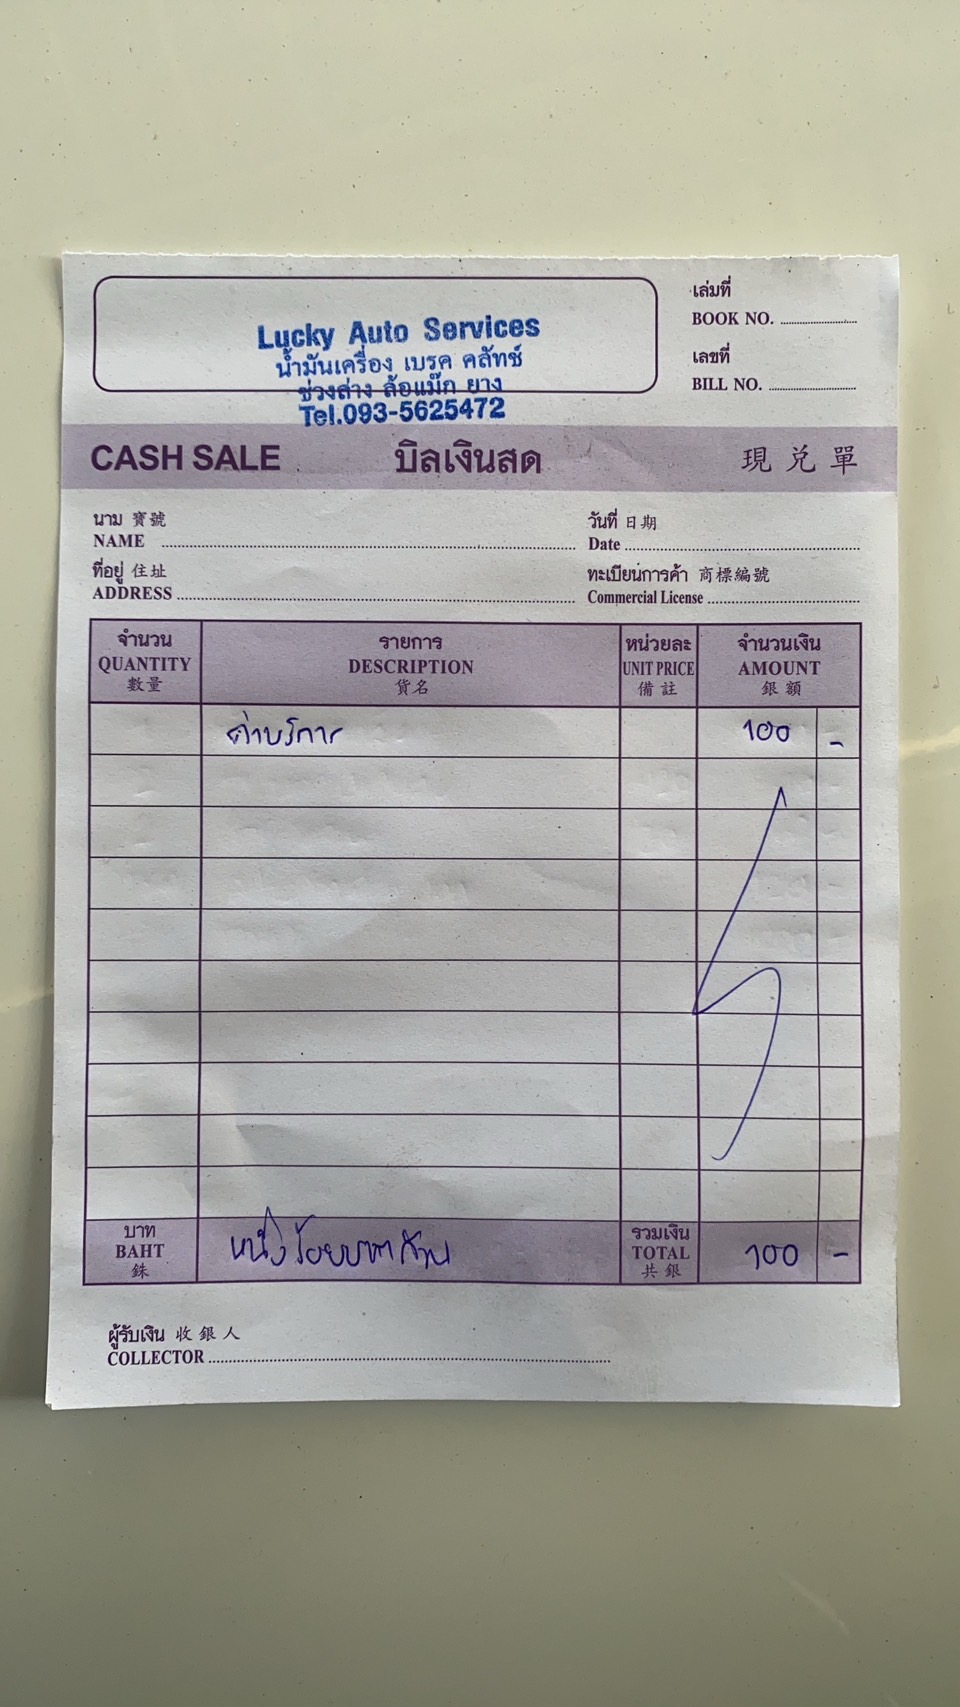 Lucky Auto Services
น้ำมันเครื่อง เบรค คลัทช์
ช่วงล่าง ล้อแม๊ก ยาง
Tel.093-5625472
เล่มที่
BOOK NO.
เลขที่
BILL NO.
CASH SALE บิลเงินสด 現兌單
นาม 寶號
NAME
วันที่ 日期
Date
ที่อยู่ 住址
ADDRESS
ทะเบียนการค้า 商標編號
Commercial License
จำนวน รายการ หน่วยละ จำนวนเงิน
QUANTITY DESCRIPTION UNIT PRICE AMOUNT
數量 貨名 備註 銀額
ค่าบริการ 100 -
บาท รวมเงิน
BAHT หนึ่งร้อยบาทถ้วน TOTAL 100 -
銖 共銀
ผู้รับเงิน 收銀人
COLLECTOR